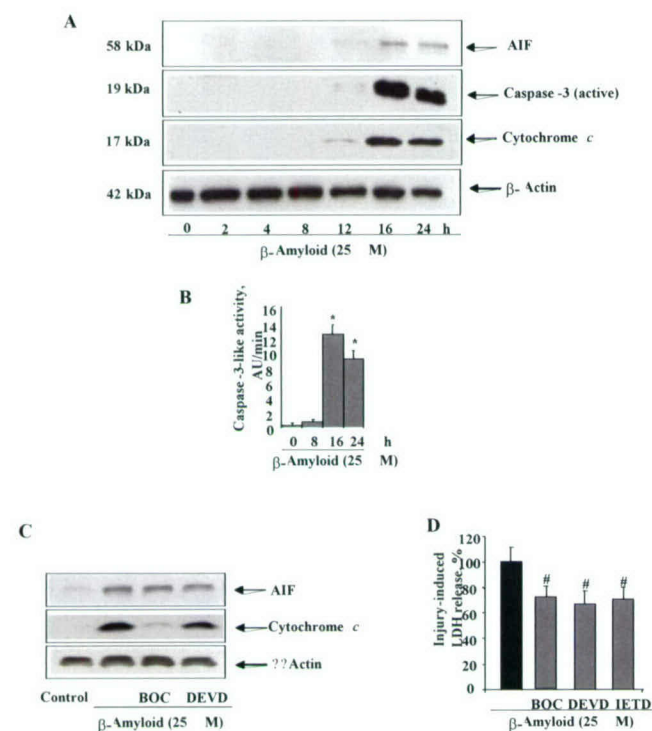 A
58 kDa AIF
19 kDa Caspase -3 (active)
17 kDa Cytochrome c
42 kDa β- Actin
0 2 4 8 12 16 24 h
β- Amyloid (25 M)
B
Caspase -3-like activity,
AU/min
16
14
12
10
8
6
4
2
0
* *
0 8 16 24 h
β- Amyloid (25 M)
C
AIF
Cytochrome c
??Actin
Control BOC DEVD
β- Amyloid (25 M)
D
Injury-induced
LDH release, %
120
100
80
60
40
20
0
# # #
BOC DEVD IETD
β- Amyloid (25 M)